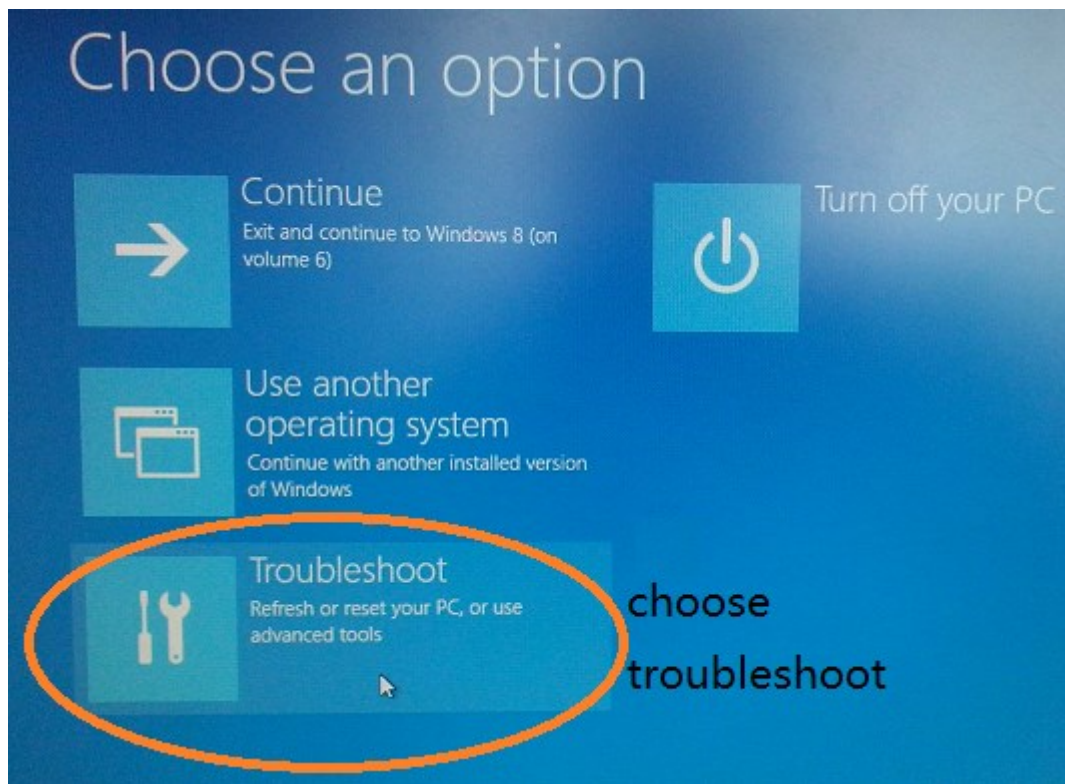 Choose an option
Continue
Exit and continue to Windows 8 (on
volume 6)
Turn off your PC
Use another
operating system
Continue with another installed version
of Windows
Troubleshoot
Refresh or reset your PC, or use
advanced tools
choose
troubleshoot